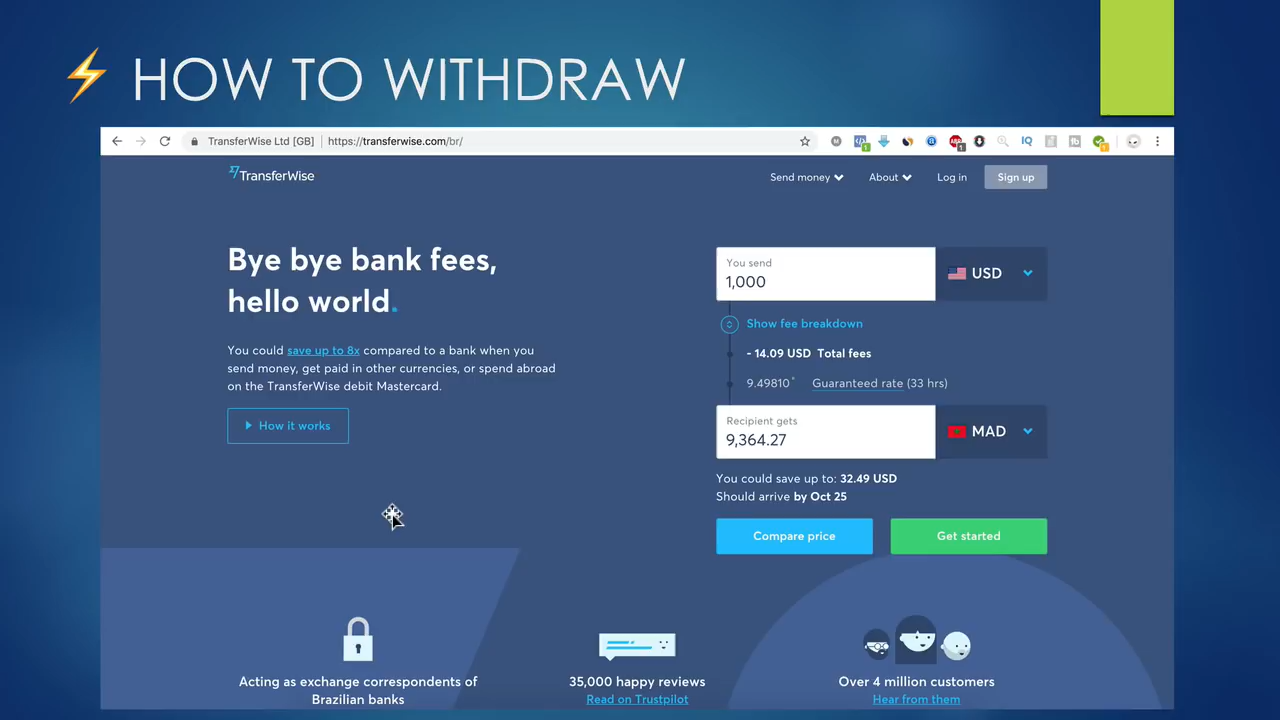 ⚡ HOW TO WITHDRAW
TransferWise Ltd [GB] | https://transferwise.com/br/
TransferWise
Send money
About
Log in
Sign up
Bye bye bank fees,
hello world.
You could save up to 8x compared to a bank when you
send money, get paid in other currencies, or spend abroad
on the TransferWise debit Mastercard.
How it works
You send
1,000
USD
Show fee breakdown
- 14.09 USD Total fees
9.49810* Guaranteed rate (33 hrs)
Recipient gets
9,364.27
MAD
You could save up to: 32.49 USD
Should arrive by Oct 25
Compare price
Get started
Acting as exchange correspondents of
Brazilian banks
35,000 happy reviews
Read on Trustpilot
Over 4 million customers
Hear from them